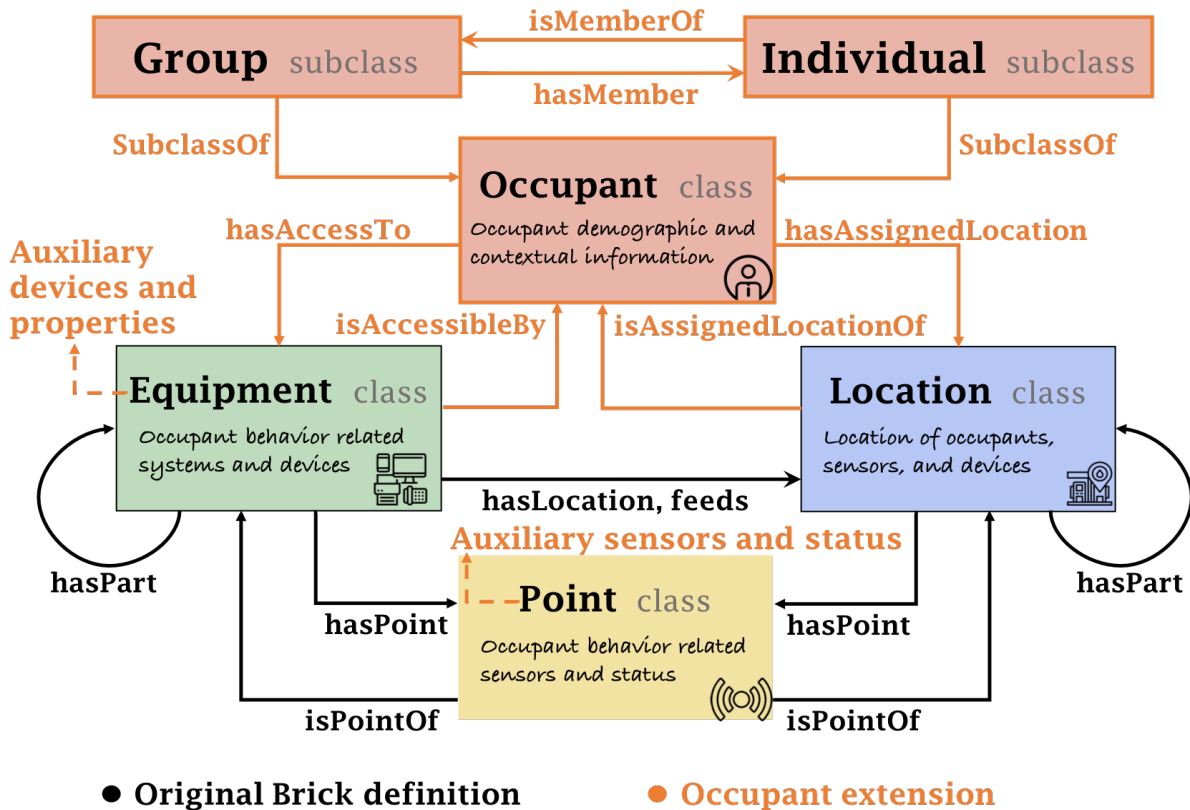 isMemberOf
Group subclass
Individual subclass
hasMember
SubclassOf
SubclassOf
Occupant class
Occupant demographic and
contextual information
hasAccessTo
hasAssignedLocation
Auxiliary
devices and
properties
isAccessibleBy
isAssignedLocationOf
Equipment class
Occupant behavior related
systems and devices
Location class
Location of occupants,
sensors, and devices
hasLocation, feeds
Auxiliary sensors and status
hasPart
hasPart
Point class
Occupant behavior related
sensors and status
hasPoint
hasPoint
isPointOf
isPointOf
● Original Brick definition
● Occupant extension